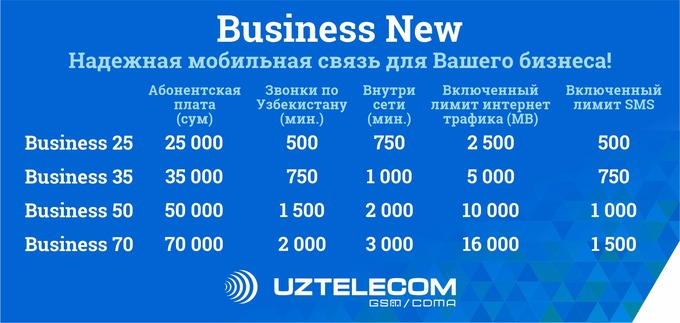 Business New
Надежная мобильная связь для Вашего бизнеса!
Абонентская плата (сум) Звонки по Узбекистану (мин.) Внутри сети (мин.) Включенный лимит интернет трафика (MB) Включенный лимит SMS
Business 25 25 000 500 750 2 500 500
Business 35 35 000 750 1 000 5 000 750
Business 50 50 000 1 500 2 000 10 000 1 000
Business 70 70 000 2 000 3 000 16 000 1 500
UZTELECOM
GSM/CDMA